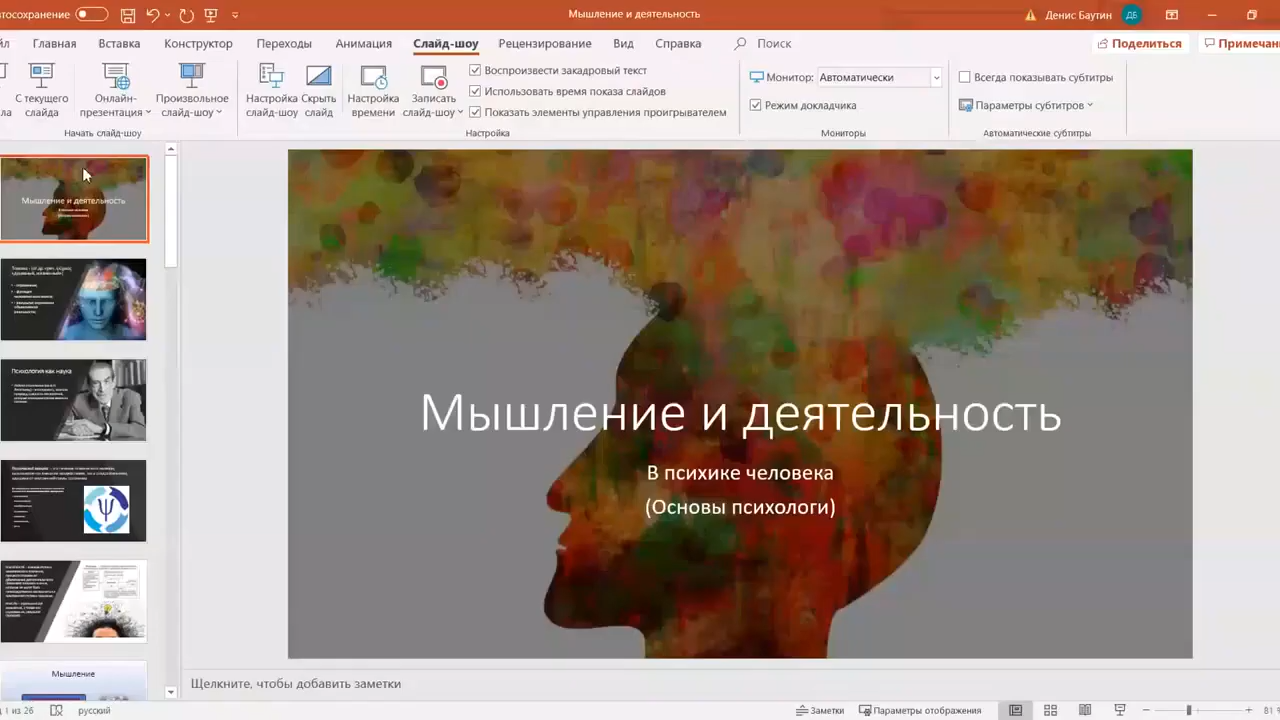 втосохранение
Мышление и деятельность
Денис Баутин
ДБ
йл
Главная
Вставка
Конструктор
Переходы
Анимация
Слайд-шоу
Рецензирование
Вид
Справка
Поиск
Поделиться
Примечан
ла
С текущего
слайда
Онлайн-
презентация
Произвольное
слайд-шоу
Начать слайд-шоу
Настройка
слайд-шоу
Скрыть
слайд
Настройка
времени
Записать
слайд-шоу
Воспроизвести закадровый текст
Использовать время показа слайдов
Показать элементы управления проигрывателем
Настройка
Монитор:
Автоматически
Режим докладчика
Мониторы
Всегда показывать субтитры
Параметры субтитров
Автоматические субтитры
Мышление и деятельность
Психология как наука
Мышление
Мышление и деятельность
В психике человека
(Основы психологи)
Щелкните, чтобы добавить заметки
1 из 26
русский
Заметки
Параметры отображения
81